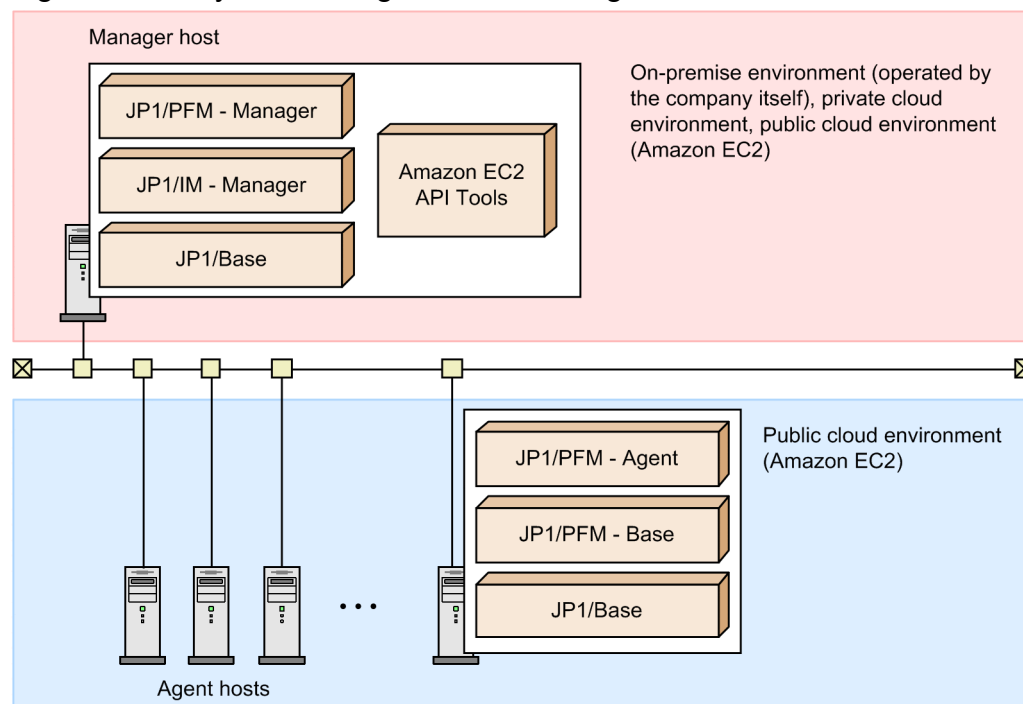 Manager host
JP1/PFM - Manager
JP1/IM - Manager
JP1/Base
Amazon EC2
API Tools
On-premise environment (operated by
the company itself), private cloud
environment, public cloud environment
(Amazon EC2)
JP1/PFM - Agent
JP1/PFM - Base
JP1/Base
Public cloud environment
(Amazon EC2)
...
Agent hosts